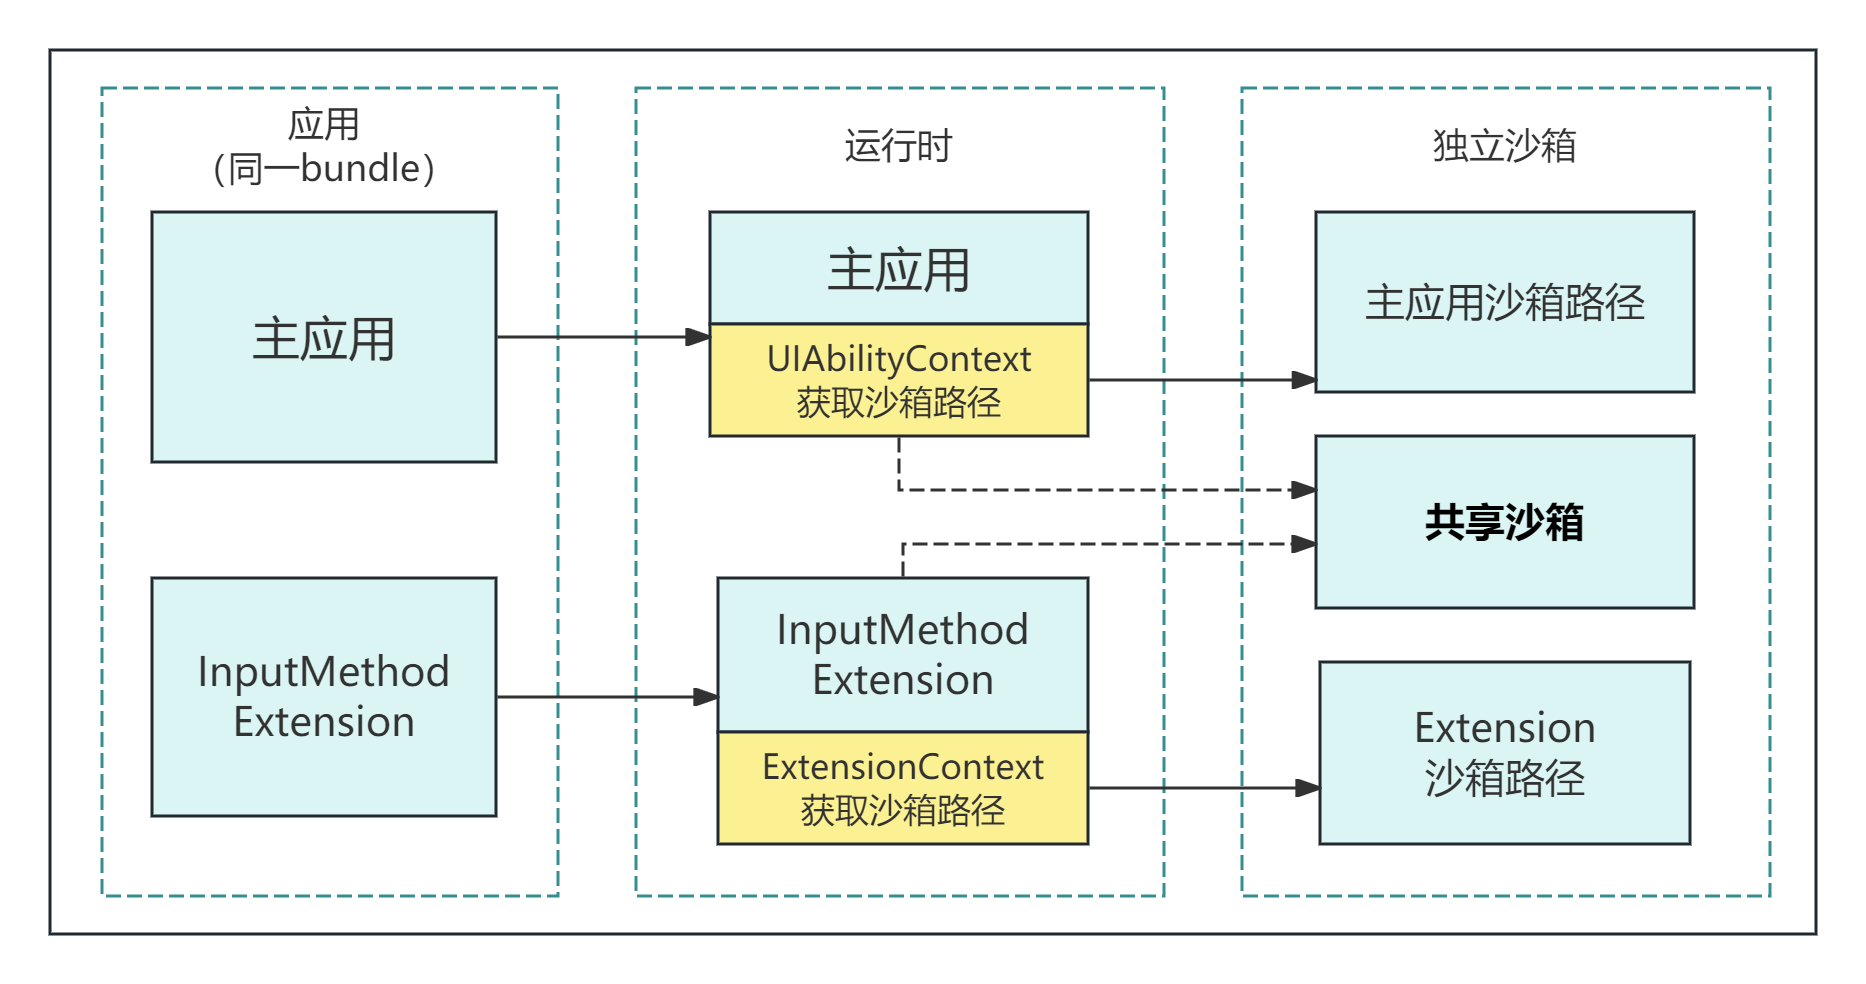 应用
（同一bundle）
主应用
InputMethod
Extension
运行时
主应用
UIAbilityContext
获取沙箱路径
InputMethod
Extension
ExtensionContext
获取沙箱路径
独立沙箱
主应用沙箱路径
共享沙箱
Extension
沙箱路径